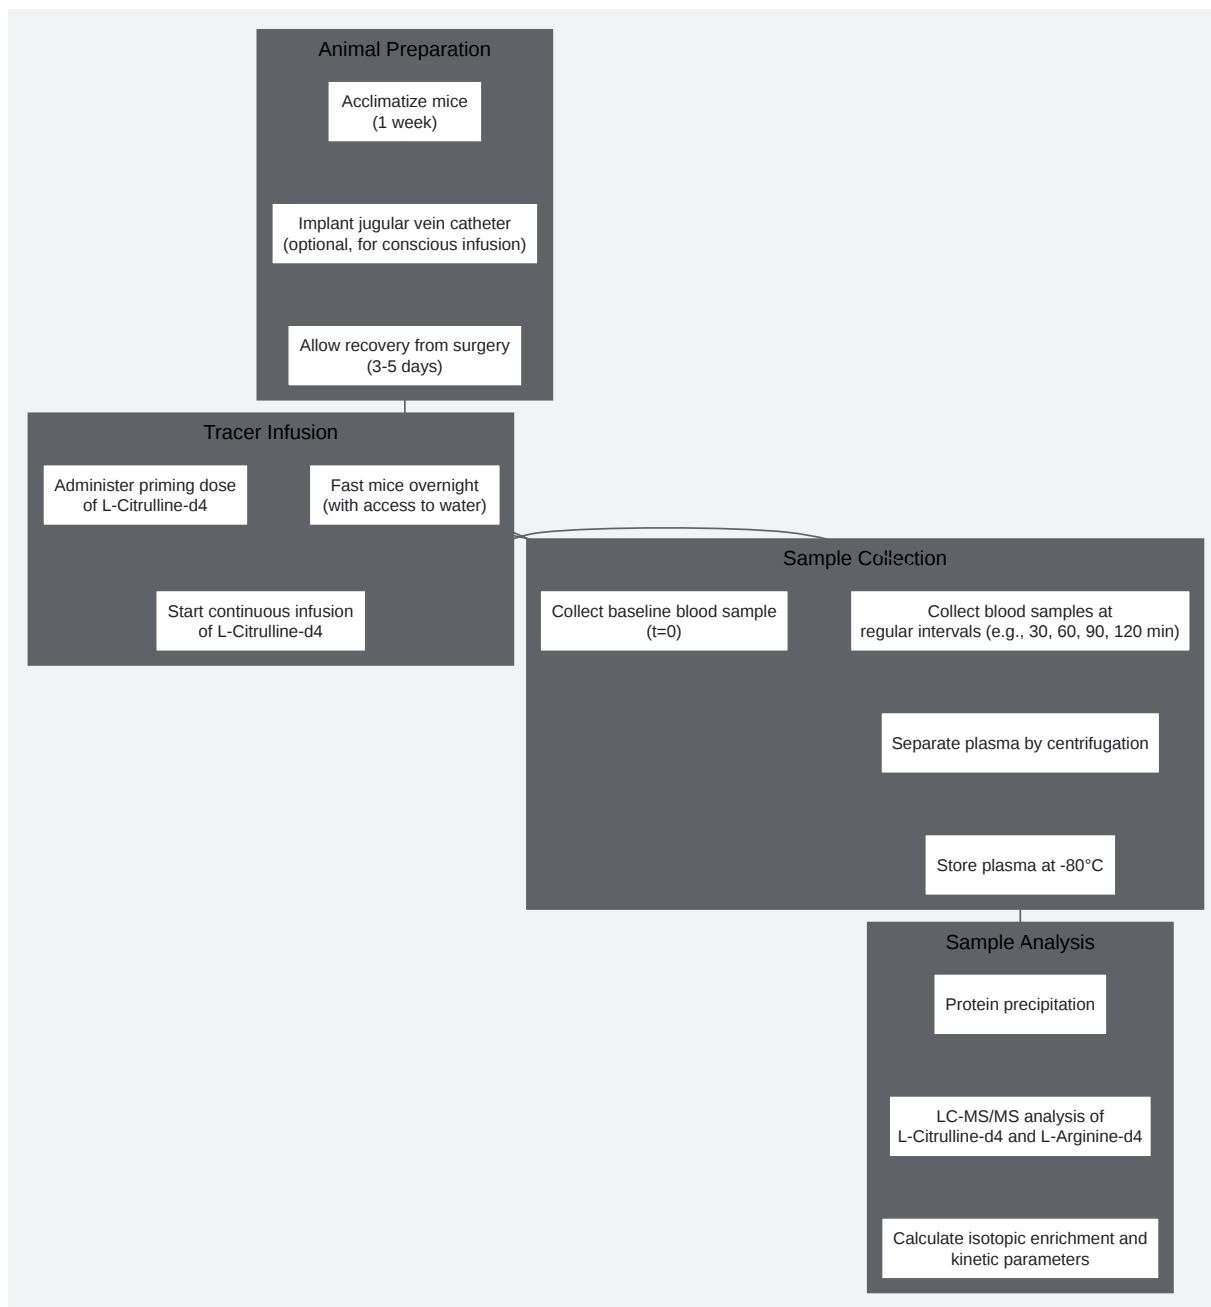 Animal Preparation
Acclimatize mice
(1 week)
Implant jugular vein catheter
(optional, for conscious infusion)
Allow recovery from surgery
(3-5 days)
Tracer Infusion
Administer priming dose
of L-Citrulline-d4
Fast mice overnight
(with access to water)
Start continuous infusion
of L-Citrulline-d4
Sample Collection
Collect baseline blood sample
(t=0)
Collect blood samples at
regular intervals (e.g., 30, 60, 90, 120 min)
Separate plasma by centrifugation
Store plasma at -80°C
Sample Analysis
Protein precipitation
LC-MS/MS analysis of
L-Citrulline-d4 and L-Arginine-d4
Calculate isotopic enrichment and
kinetic parameters